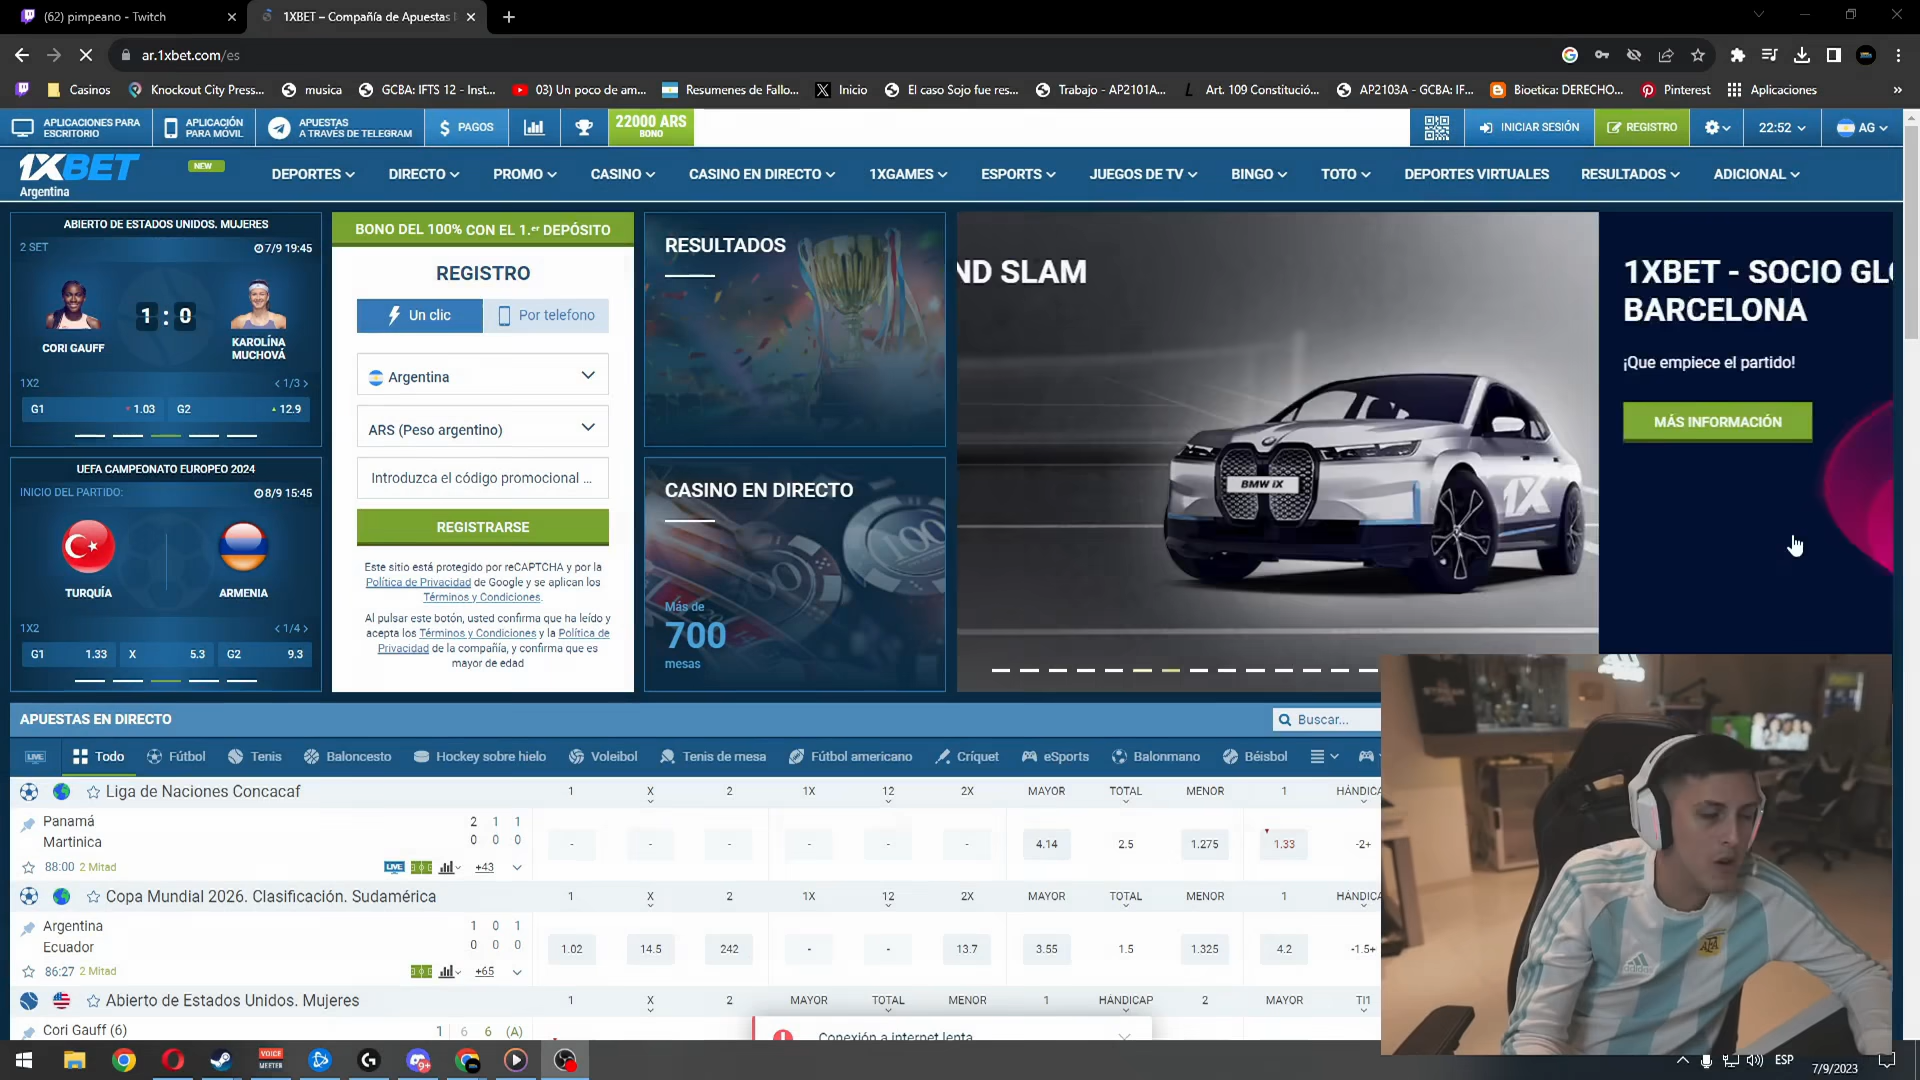 (62) pimpeano - Twitch
1XBET – Compañía de Apuestas
ar.1xbet.com/es
Casinos
Knockout City Press...
musica
GCBA: IFTS 12 - Inst...
03) Un poco de am...
Resumenes de Fallo...
Inicio
El caso Sojo fue res...
Trabajo - AP2101A...
Art. 109 Constitució...
AP2103A - GCBA: IF...
Bioetica: DERECHO...
Pinterest
Aplicaciones
APLICACIONES PARA
ESCRITORIO
APLICACIÓN
PARA MÓVIL
APUESTAS
A TRAVÉS DE TELEGRAM
$ PAGOS
22000 ARS
BONO
INICIAR SESIÓN
REGISTRO
22:52
AG
1XBET
Argentina
NEW
DEPORTES
DIRECTO
PROMO
CASINO
CASINO EN DIRECTO
1XGAMES
ESPORTS
JUEGOS DE TV
BINGO
TOTO
DEPORTES VIRTUALES
RESULTADOS
ADICIONAL
ABIERTO DE ESTADOS UNIDOS. MUJERES
2 SET
7/9 19:45
1 : 0
CORI GAUFF
KAROLÍNA
MUCHOVÁ
1X2
< 1/3 >
G1 1.03 G2 12.9
UEFA CAMPEONATO EUROPEO 2024
INICIO DEL PARTIDO:
8/9 15:45
TURQUÍA
ARMENIA
1X2
< 1/4 >
G1 1.33 X 5.3 G2 9.3
BONO DEL 100% CON EL 1.er DEPÓSITO
REGISTRO
Un clic
Por telefono
Argentina
ARS (Peso argentino)
Introduzca el código promocional ...
REGISTRARSE
Este sitio está protegido por reCAPTCHA y por la
Política de Privacidad de Google y se aplican los
Términos y Condiciones.
Al pulsar este botón, usted confirma que ha leído y
acepta los Términos y Condiciones y la Política de
Privacidad de la compañía, y confirma que es
mayor de edad
RESULTADOS
CASINO EN DIRECTO
Más de
700
mesas
ND SLAM
BMW iX
1X
1XBET - SOCIO GLO
BARCELONA
¡Que empiece el partido!
MÁS INFORMACIÓN
APUESTAS EN DIRECTO
Buscar...
LIVE
Todo
Fútbol
Tenis
Baloncesto
Hockey sobre hielo
Voleibol
Tenis de mesa
Fútbol americano
Críquet
eSports
Balonmano
Béisbol
Liga de Naciones Concacaf
1 X 2 1X 12 2X MAYOR TOTAL MENOR 1 HÁNDICA
Panamá 2 1 1
Martinica 0 0 0
- - - - - - 4.14 2.5 1.275 1.33 -2+
88:00 2 Mitad
LIVE
+43
Copa Mundial 2026. Clasificación. Sudamérica
1 X 2 1X 12 2X MAYOR TOTAL MENOR 1 HÁNDICA
Argentina 1 0 1
Ecuador 0 0 0
1.02 14.5 242 - - 13.7 3.55 1.5 1.325 4.2 -1.5+
86:27 2 Mitad
+65
Abierto de Estados Unidos. Mujeres
1 X 2 MAYOR TOTAL MENOR 1 HÁNDICAP 2 MAYOR TI1
Cori Gauff (6) 1 6 6 (A)
Conexión a internet lenta
VOICE
MEETER
9+
ESP
7/9/2023
adidas
AFA